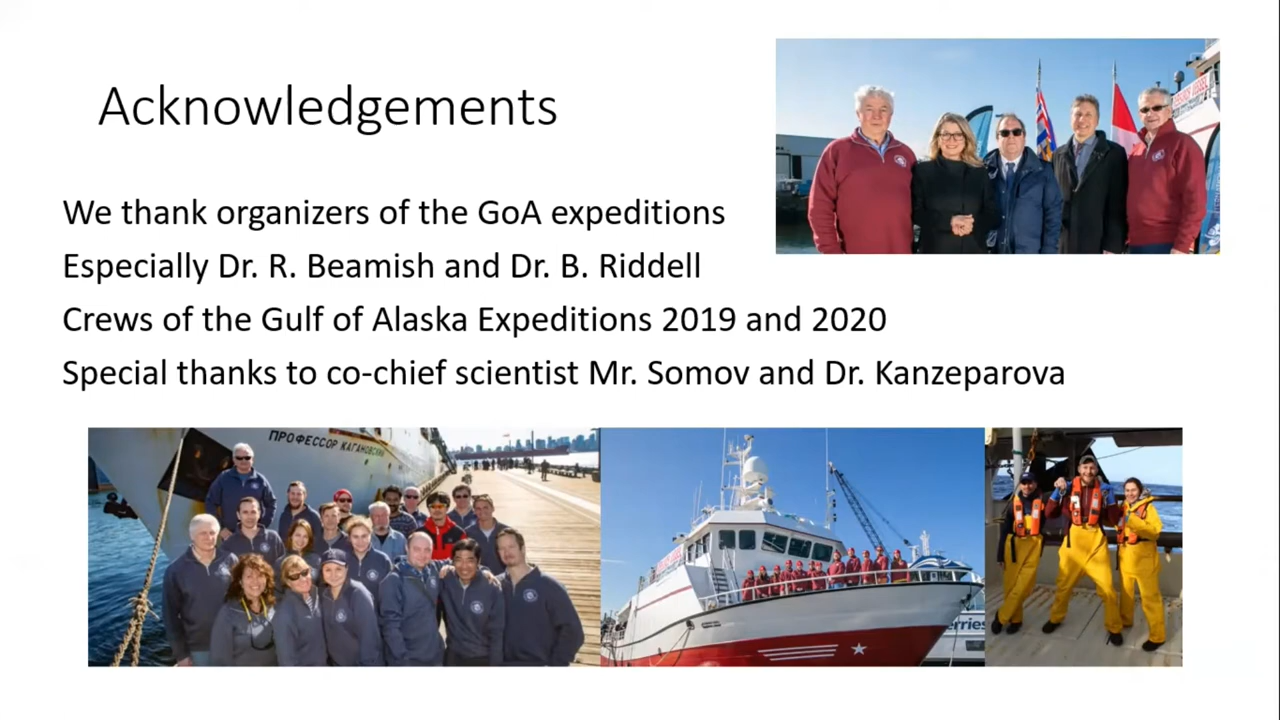 Acknowledgements
We thank organizers of the GoA expeditions
Especially Dr. R. Beamish and Dr. B. Riddell
Crews of the Gulf of Alaska Expeditions 2019 and 2020
Special thanks to co-chief scientist Mr. Somov and Dr. Kanzeparova
ПРОФЕССОР КАГАНОВСКИЙ